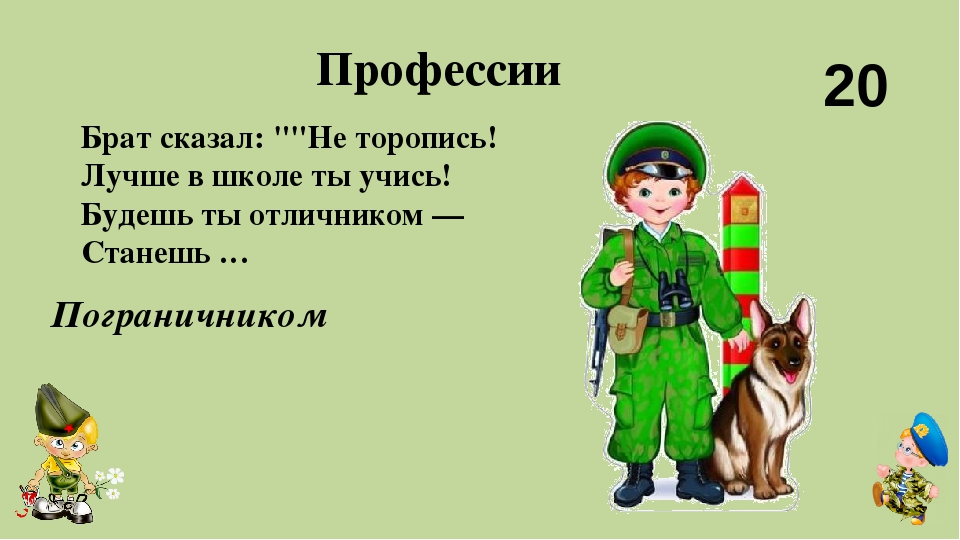 Профессии
20
Брат сказал: ""Не торопись!
Лучше в школе ты учись!
Будешь ты отличником —
Станешь …
Пограничником